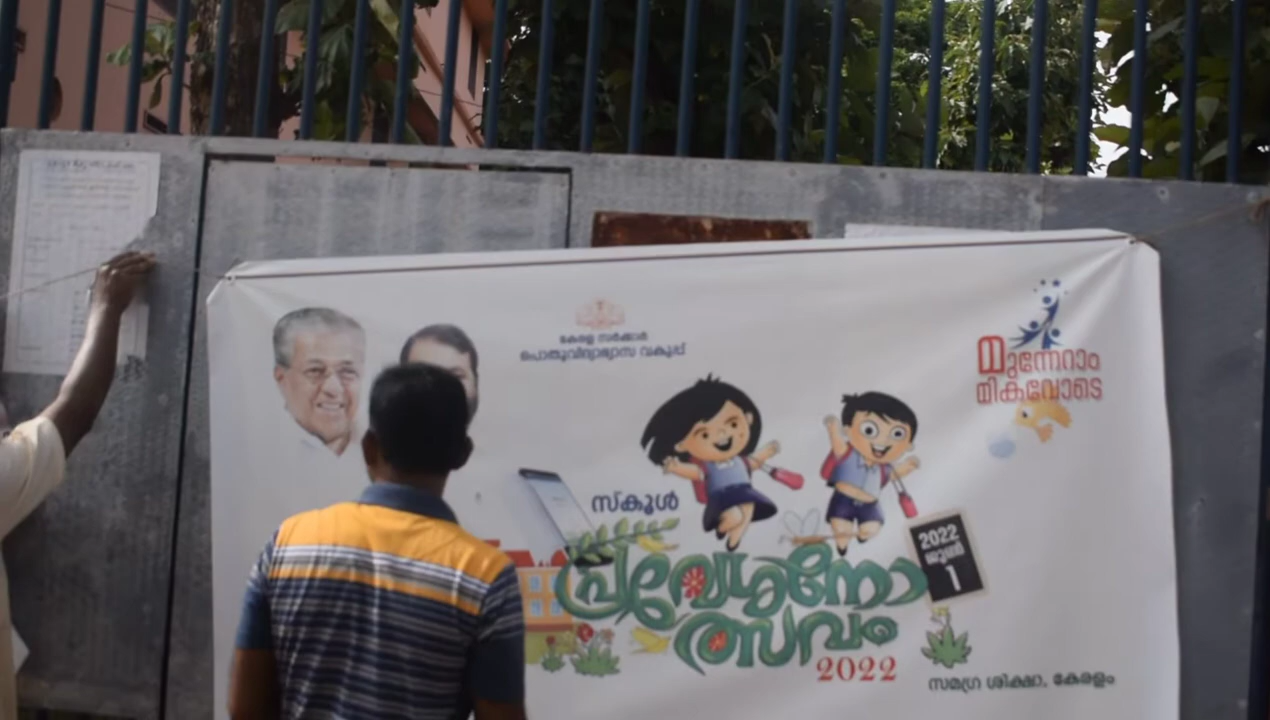 കേരള സർക്കാർ
പൊതുവിദ്യാഭ്യാസ വകുപ്പ്
മുന്നേറാം
മികവോടെ
സ്കൂൾ
പ്രവേശനോ
ത്സവം
2022
2022
ജൂൺ
1
സമഗ്ര ശിക്ഷാ, കേരളം